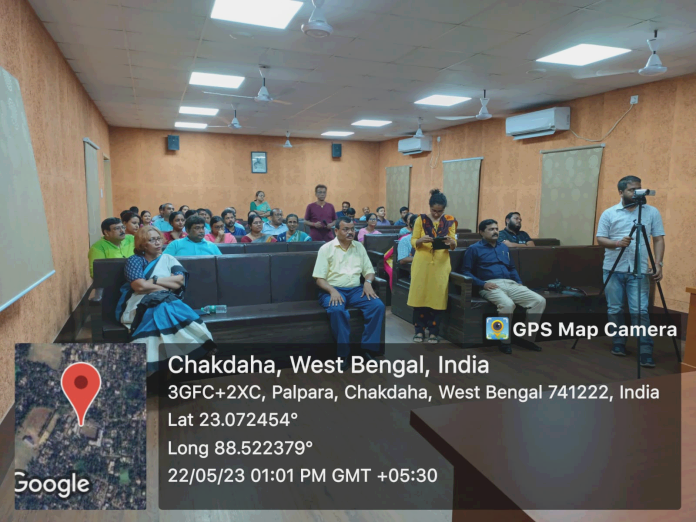 GPS Map Camera
Chakdaha, West Bengal, India
3GFC+2XC, Palpara, Chakdaha, West Bengal 741222, India
Lat 23.072454°
Long 88.522379°
22/05/23 01:01 PM GMT +05:30
Google